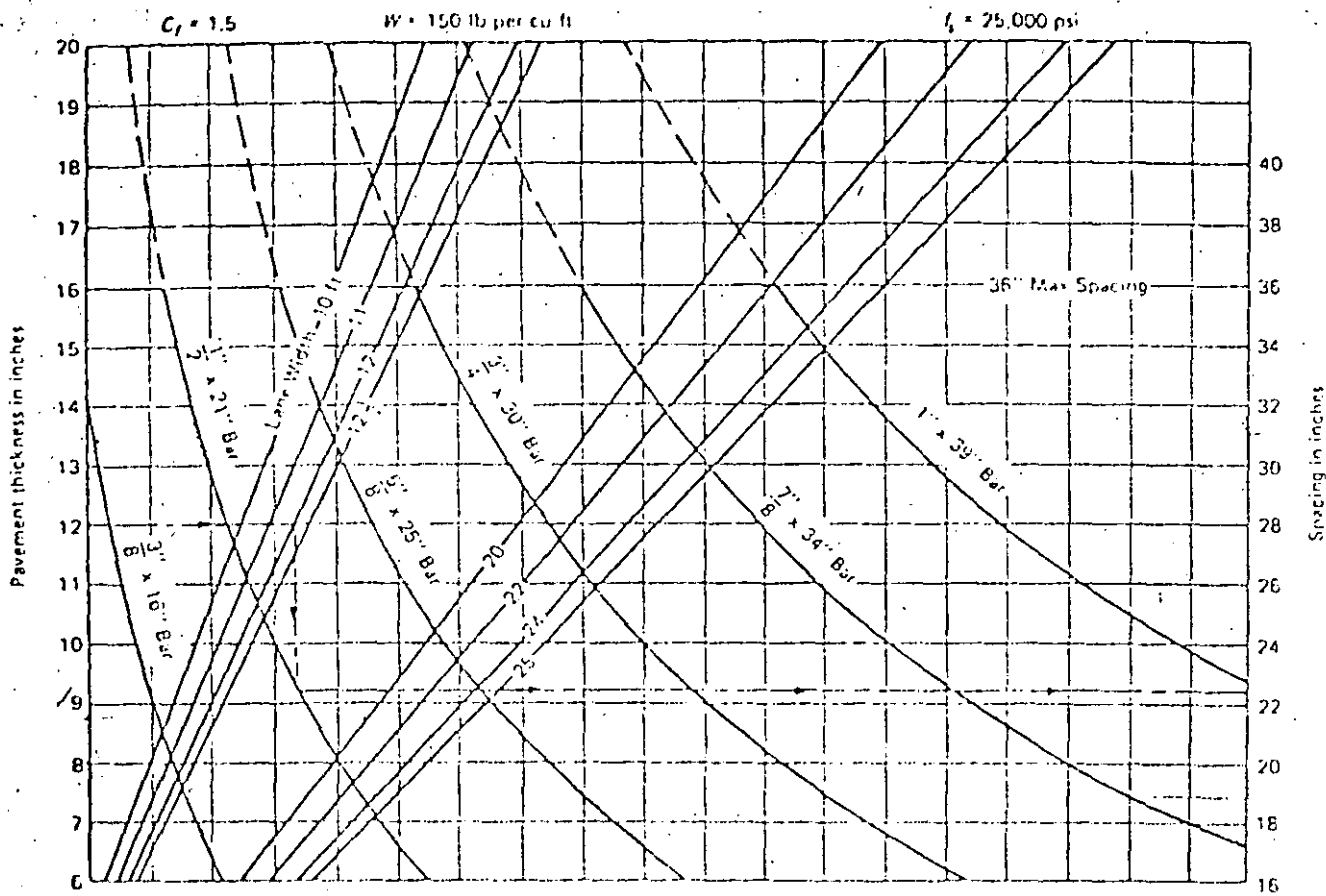 C_f = 1.5
W = 150 lb per cu ft
f_s = 25,000 psi
20
19
18
17
16
15
14
13
12
11
10
9
8
7
6
Pavement thickness in inches
40
38
36
34
32
30
28
26
24
22
20
18
16
Spacing in inches
36" Max Spacing
Lane Width-10 ft
11
12
12
20
22
24
25
3/8" x 16" Bar
1/2" x 21" Bar
5/8" x 25" Bar
x 30" Bar
7/8" x 34" Bar
1" x 39" Bar